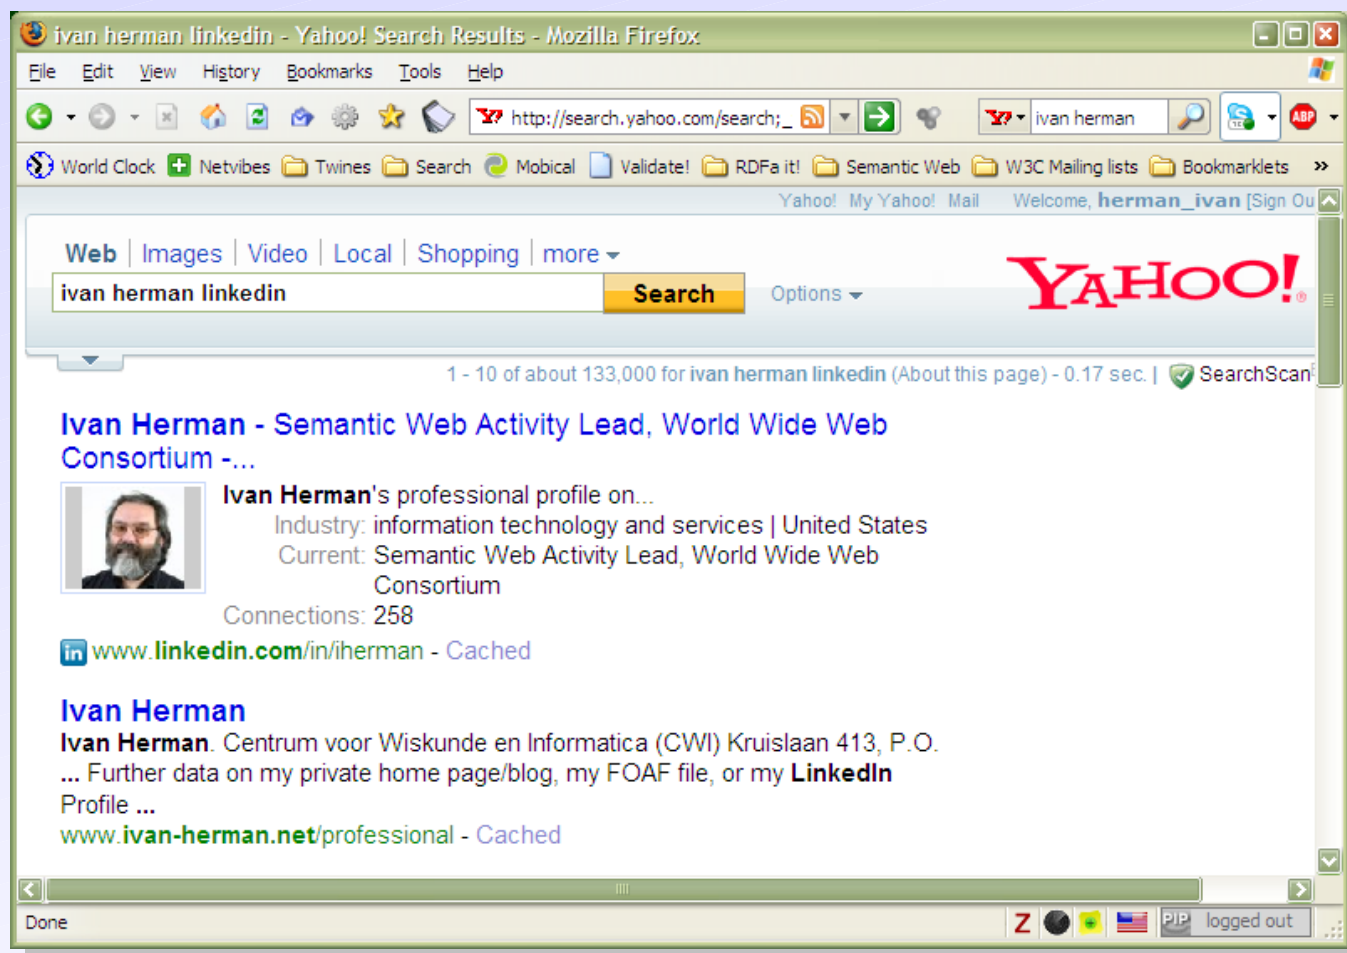 ivan herman linkedin - Yahoo! Search Results - Mozilla Firefox
File Edit View History Bookmarks Tools Help
http://search.yahoo.com/search;_ ivan herman ABP
World Clock Netvibes Twines Search Mobical Validate! RDFa it! Semantic Web W3C Mailing lists Bookmarklets »
Yahoo! My Yahoo! Mail Welcome, herman_ivan [Sign Ou
Web | Images | Video | Local | Shopping | more
YAHOO!
ivan herman linkedin Search Options
1 - 10 of about 133,000 for ivan herman linkedin (About this page) - 0.17 sec. | SearchScan
Ivan Herman - Semantic Web Activity Lead, World Wide Web
Consortium -...
Ivan Herman's professional profile on...
Industry: information technology and services | United States
Current: Semantic Web Activity Lead, World Wide Web
Consortium
Connections: 258
in www.linkedin.com/in/iherman - Cached
Ivan Herman
Ivan Herman. Centrum voor Wiskunde en Informatica (CWI) Kruislaan 413, P.O.
... Further data on my private home page/blog, my FOAF file, or my LinkedIn
Profile ...
www.ivan-herman.net/professional - Cached
Done Z PIP logged out